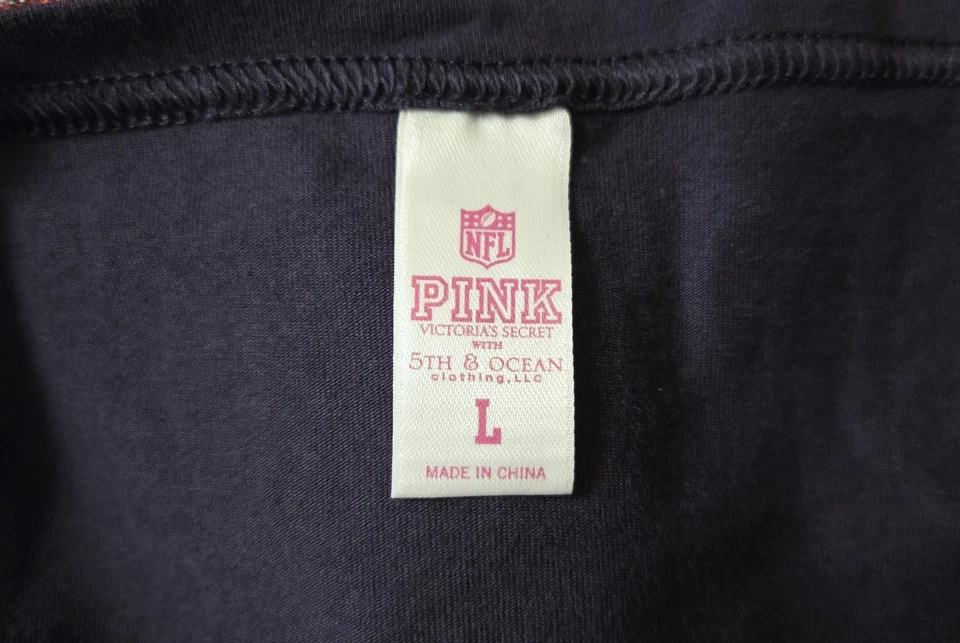 NFL
PINK
VICTORIA'S SECRET
WITH
5TH & OCEAN
clothing, LLC
L
MADE IN CHINA